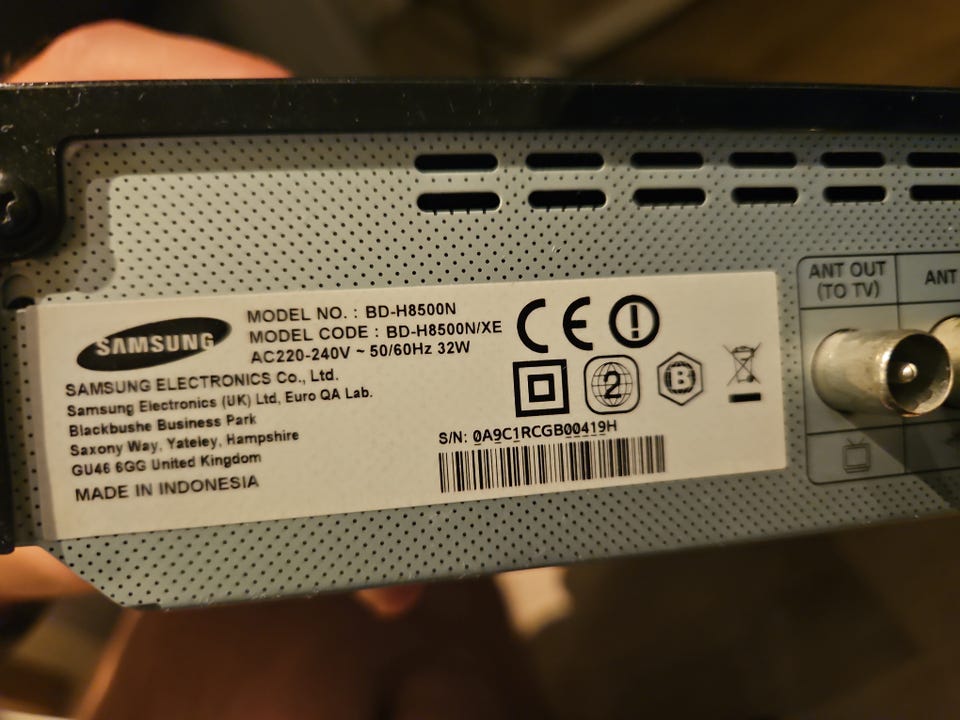 SAMSUNG
MODEL NO. : BD-H8500N
MODEL CODE : BD-H8500N/XE
AC220-240V ~ 50/60Hz 32W
SAMSUNG ELECTRONICS Co., Ltd.
Samsung Electronics (UK) Ltd, Euro QA Lab.
Blackbushe Business Park
Saxony Way, Yateley, Hampshire
GU46 6GG United Kingdom
MADE IN INDONESIA
CE
2
B
S/N: 0A9C1RCGB00419H
ANT OUT
(TO TV)
ANT